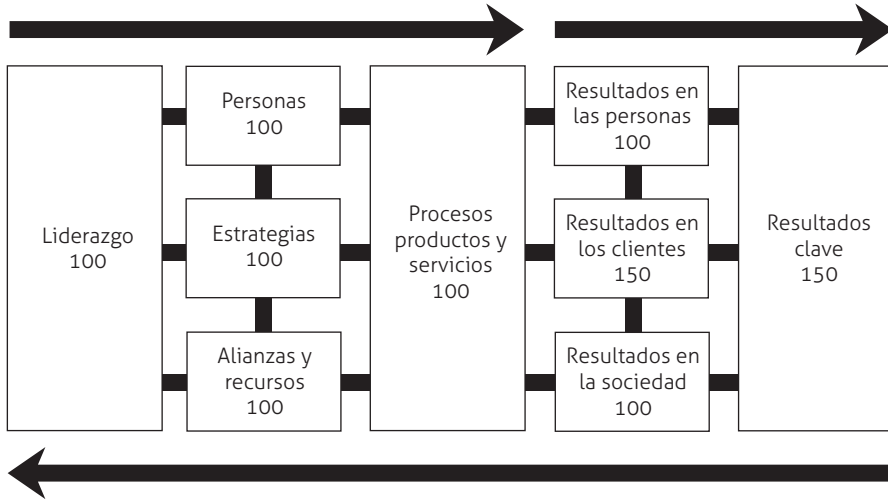 Liderazgo
100
Personas
100
Estrategias
100
Alianzas y
recursos
100
Procesos
productos y
servicios
100
Resultados en
las personas
100
Resultados en
los clientes
150
Resultados en
la sociedad
100
Resultados
clave
150